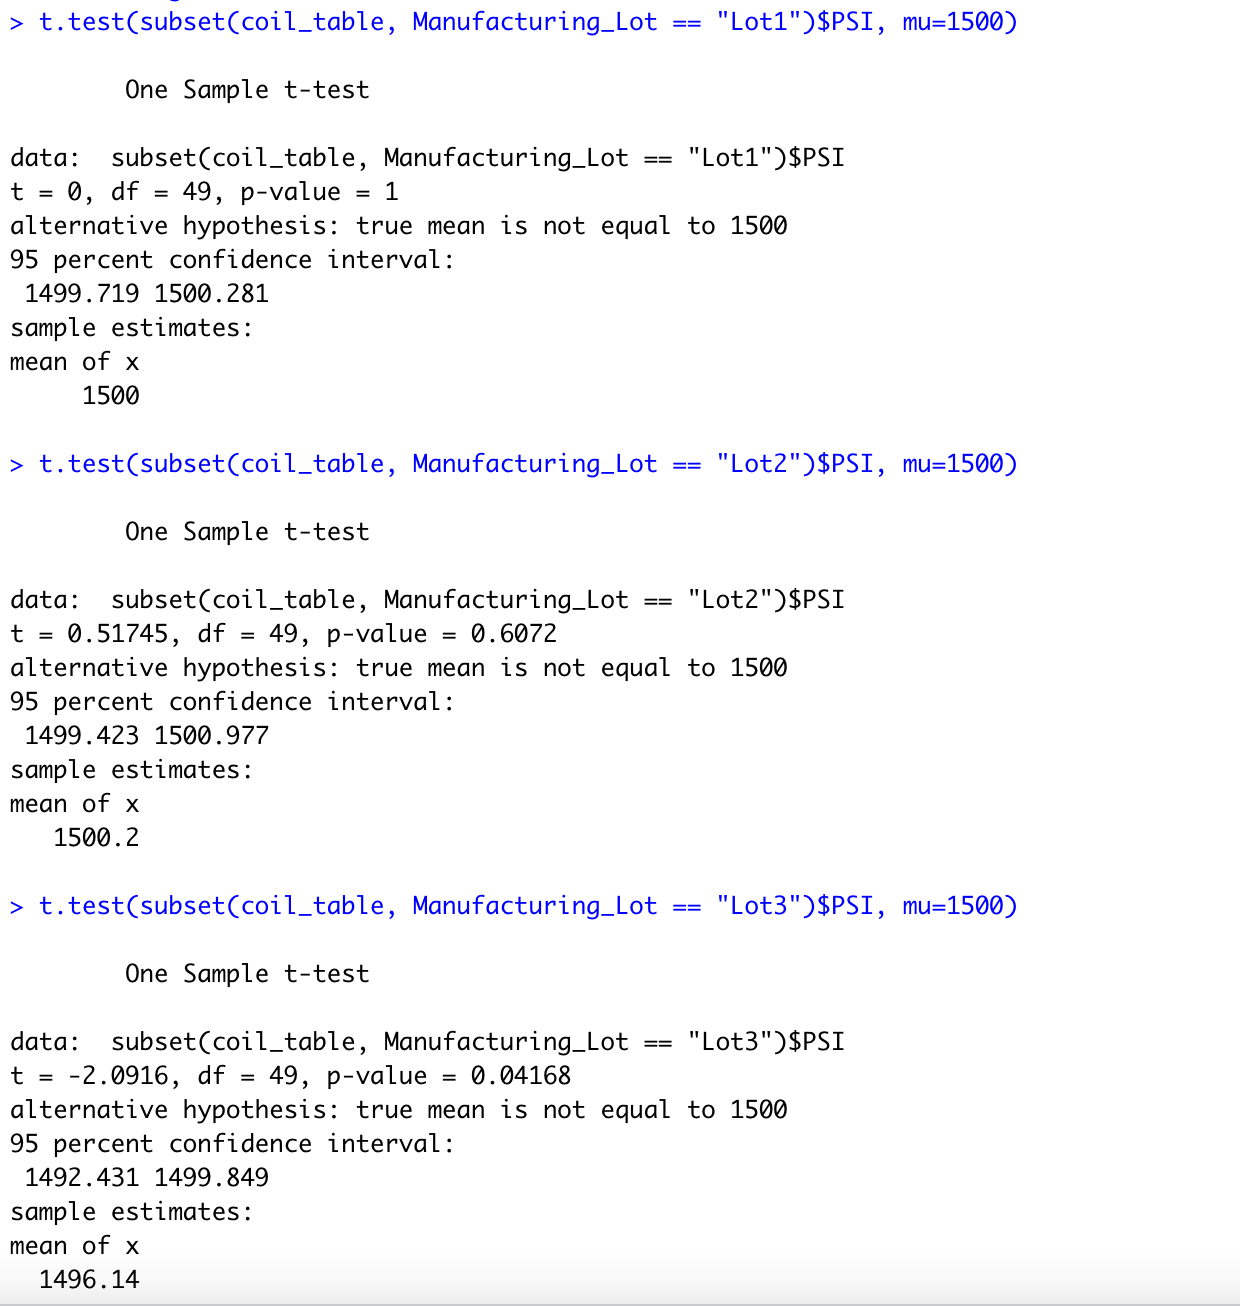 > t.test(subset(coil_table, Manufacturing_Lot == "Lot1")$PSI, mu=1500)
One Sample t-test
data:  subset(coil_table, Manufacturing_Lot == "Lot1")$PSI
t = 0, df = 49, p-value = 1
alternative hypothesis: true mean is not equal to 1500
95 percent confidence interval:
1499.719 1500.281
sample estimates:
mean of x
1500
> t.test(subset(coil_table, Manufacturing_Lot == "Lot2")$PSI, mu=1500)
One Sample t-test
data:  subset(coil_table, Manufacturing_Lot == "Lot2")$PSI
t = 0.51745, df = 49, p-value = 0.6072
alternative hypothesis: true mean is not equal to 1500
95 percent confidence interval:
1499.423 1500.977
sample estimates:
mean of x
1500.2
> t.test(subset(coil_table, Manufacturing_Lot == "Lot3")$PSI, mu=1500)
One Sample t-test
data:  subset(coil_table, Manufacturing_Lot == "Lot3")$PSI
t = -2.0916, df = 49, p-value = 0.04168
alternative hypothesis: true mean is not equal to 1500
95 percent confidence interval:
1492.431 1499.849
sample estimates:
mean of x
1496.14